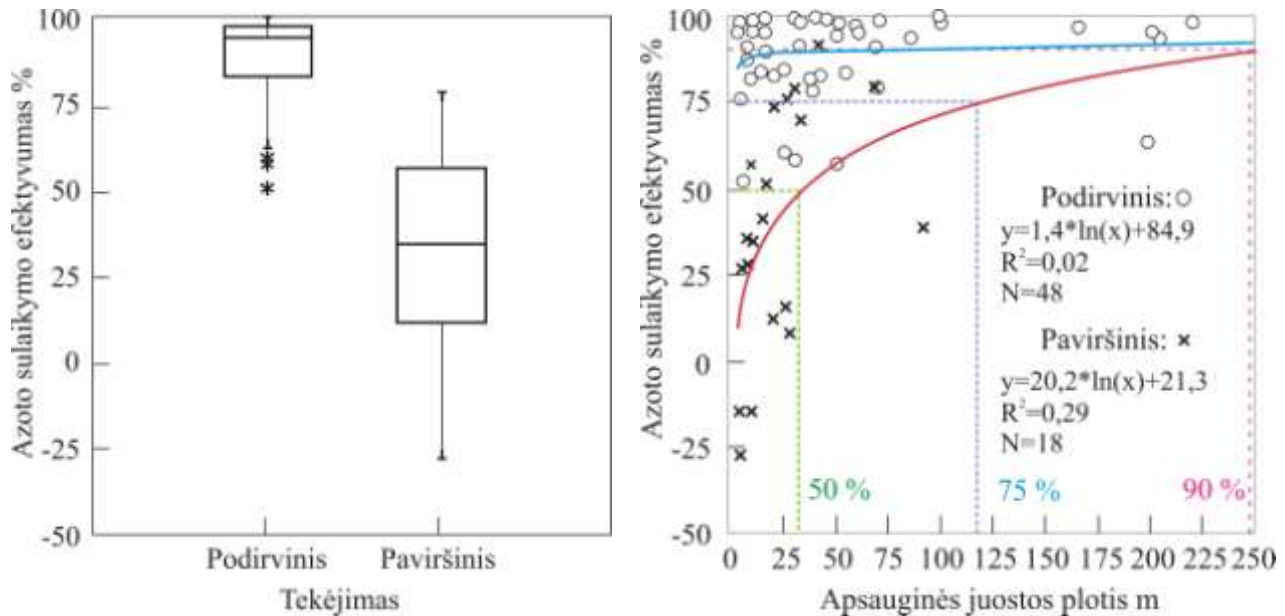 Azoto sulaikymo efektyvumas %
100
75
50
25
0
-25
-50
Podirvinis
Paviršinis
Tekėjimas
Azoto sulaikymo efektyvumas %
100
75
50
25
0
-25
-50
Podirvinis:
y=1,4*ln(x)+84,9
R²=0,02
N=48
Paviršinis: ×
y=20,2*ln(x)+21,3
R²=0,29
N=18
50 %
75 %
90 %
0 25 50 75 100 125 150 175 200 225 250
Apsauginės juostos plotis m